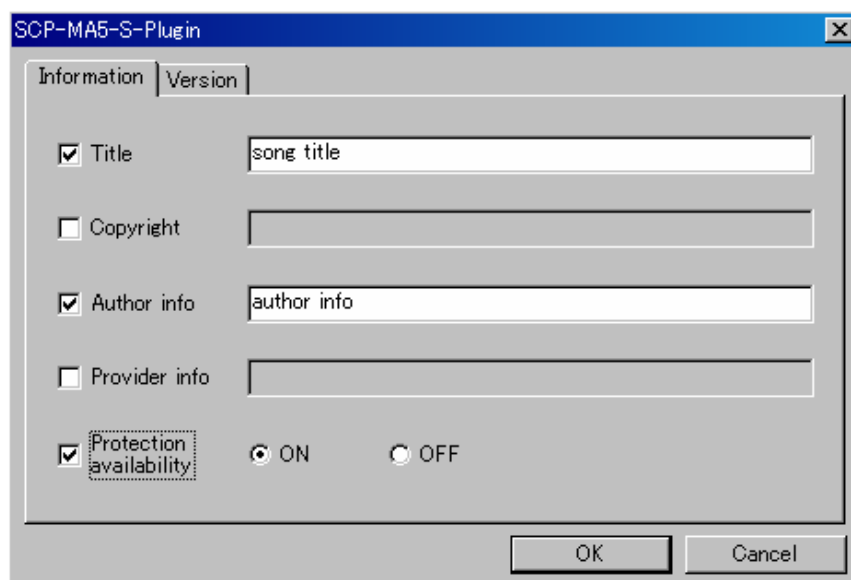 SCP-MA5-S-Plugin
Information Version
Title song title
Copyright
Author info author info
Provider info
Protection
availability ON OFF
OK Cancel